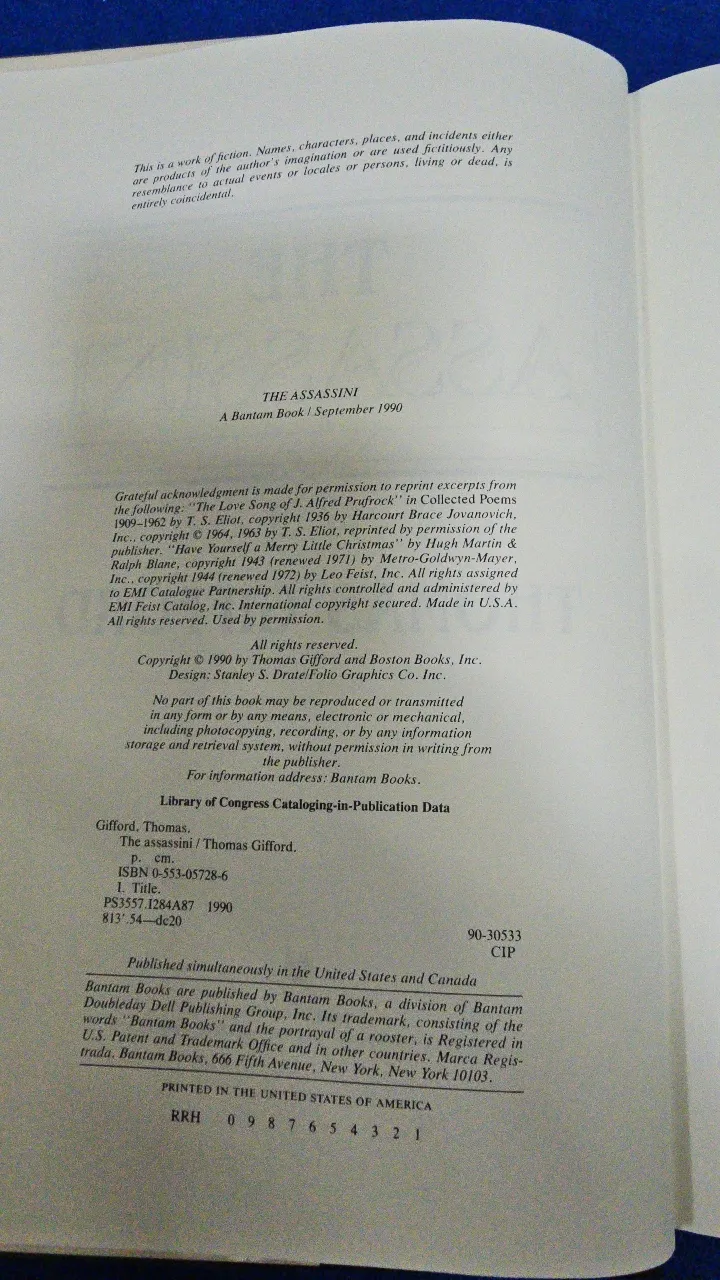 This is a work of fiction. Names, characters, places, and incidents either
are products of the author's imagination or are used fictitiously. Any
resemblance to actual events or locales or persons, living or dead, is
entirely coincidental.
THE ASSASSINI
A Bantam Book / September 1990
Grateful acknowledgment is made for permission to reprint excerpts from
the following: "The Love Song of J. Alfred Prufrock" in Collected Poems
1909–1962 by T. S. Eliot, copyright 1936 by Harcourt Brace Jovanovich,
Inc., copyright © 1964, 1963 by T. S. Eliot, reprinted by permission of the
publisher. "Have Yourself a Merry Little Christmas" by Hugh Martin &
Ralph Blane, copyright 1943 (renewed 1971) by Metro-Goldwyn-Mayer,
Inc., copyright 1944 (renewed 1972) by Leo Feist, Inc. All rights assigned
to EMI Catalogue Partnership. All rights controlled and administered by
EMI Feist Catalog, Inc. International copyright secured. Made in U.S.A.
All rights reserved. Used by permission.
All rights reserved.
Copyright © 1990 by Thomas Gifford and Boston Books, Inc.
Design: Stanley S. Drate/Folio Graphics Co. Inc.
No part of this book may be reproduced or transmitted
in any form or by any means, electronic or mechanical,
including photocopying, recording, or by any information
storage and retrieval system, without permission in writing from
the publisher.
For information address: Bantam Books.
Library of Congress Cataloging-in-Publication Data
Gifford, Thomas.
The assassini / Thomas Gifford.
p. cm.
ISBN 0-553-05728-6
I. Title.
PS3557.I284A87 1990
813'.54—dc20
90-30533
CIP
Published simultaneously in the United States and Canada
Bantam Books are published by Bantam Books, a division of Bantam
Doubleday Dell Publishing Group, Inc. Its trademark, consisting of the
words "Bantam Books" and the portrayal of a rooster, is Registered in
U.S. Patent and Trademark Office and in other countries. Marca Regis-
trada. Bantam Books, 666 Fifth Avenue, New York, New York 10103.
PRINTED IN THE UNITED STATES OF AMERICA
RRH 0 9 8 7 6 5 4 3 2 1